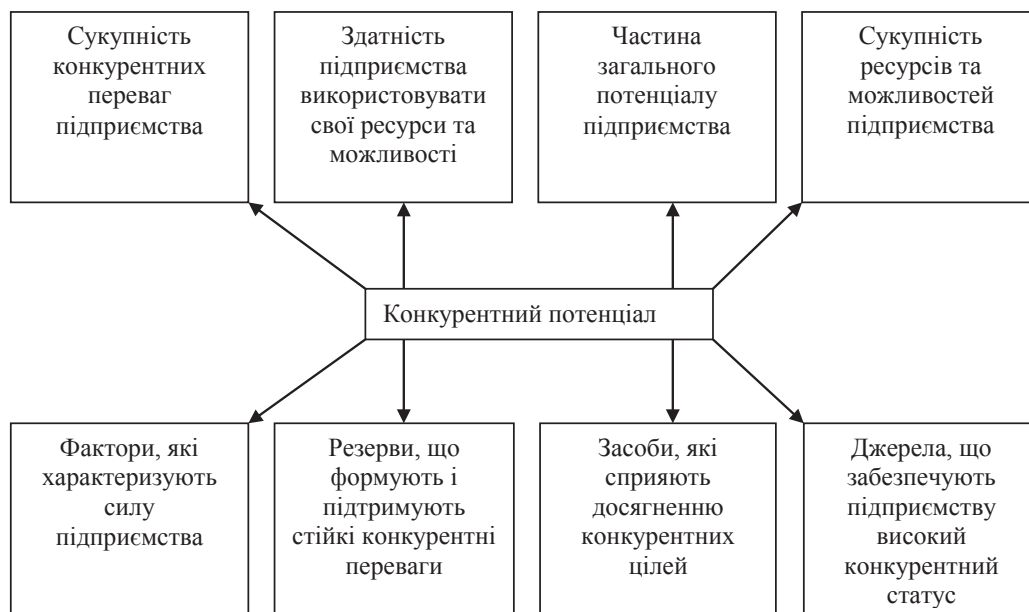 Сукупність
конкурентних
переваг
підприємства
Здатність
підприємства
використовувати
свої ресурси та
можливості
Частина
загального
потенціалу
підприємства
Сукупність
ресурсів та
можливостей
підприємства
Конкурентний потенціал
Фактори, які
характеризують
силу
підприємства
Резерви, що
формують і
підтримують
стійкі конкурентні
переваги
Засоби, які
сприяють
досягненню
конкурентних
цілей
Джерела, що
забезпечують
підприємству
високий
конкурентний
статус